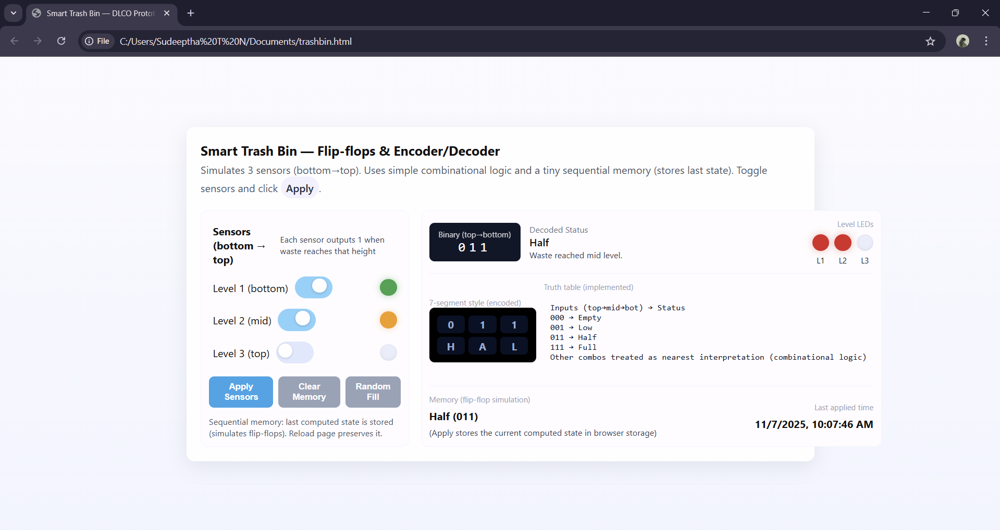 Smart Trash Bin — DLCO Protot
File
C:/Users/Sudeeptha%20T%20N/Documents/trashbin.html
Smart Trash Bin — Flip-flops & Encoder/Decoder
Simulates 3 sensors (bottom→top). Uses simple combinational logic and a tiny sequential memory (stores last state). Toggle
sensors and click Apply .
Sensors
(bottom →
top)
Each sensor outputs 1 when
waste reaches that height
Level 1 (bottom)
Level 2 (mid)
Level 3 (top)
Apply
Sensors
Clear
Memory
Random
Fill
Sequential memory: last computed state is stored
(simulates flip-flops). Reload page preserves it.
Binary (top→bottom)
0 1 1
Decoded Status
Half
Waste reached mid level.
Level LEDs
L1 L2 L3
7-segment style (encoded)
0 1 1
H A L
Truth table (implemented)
Inputs (top→mid→bot) → Status
000 → Empty
001 → Low
011 → Half
111 → Full
Other combos treated as nearest interpretation (combinational logic)
Memory (flip-flop simulation)
Half (011)
(Apply stores the current computed state in browser storage)
Last applied time
11/7/2025, 10:07:46 AM